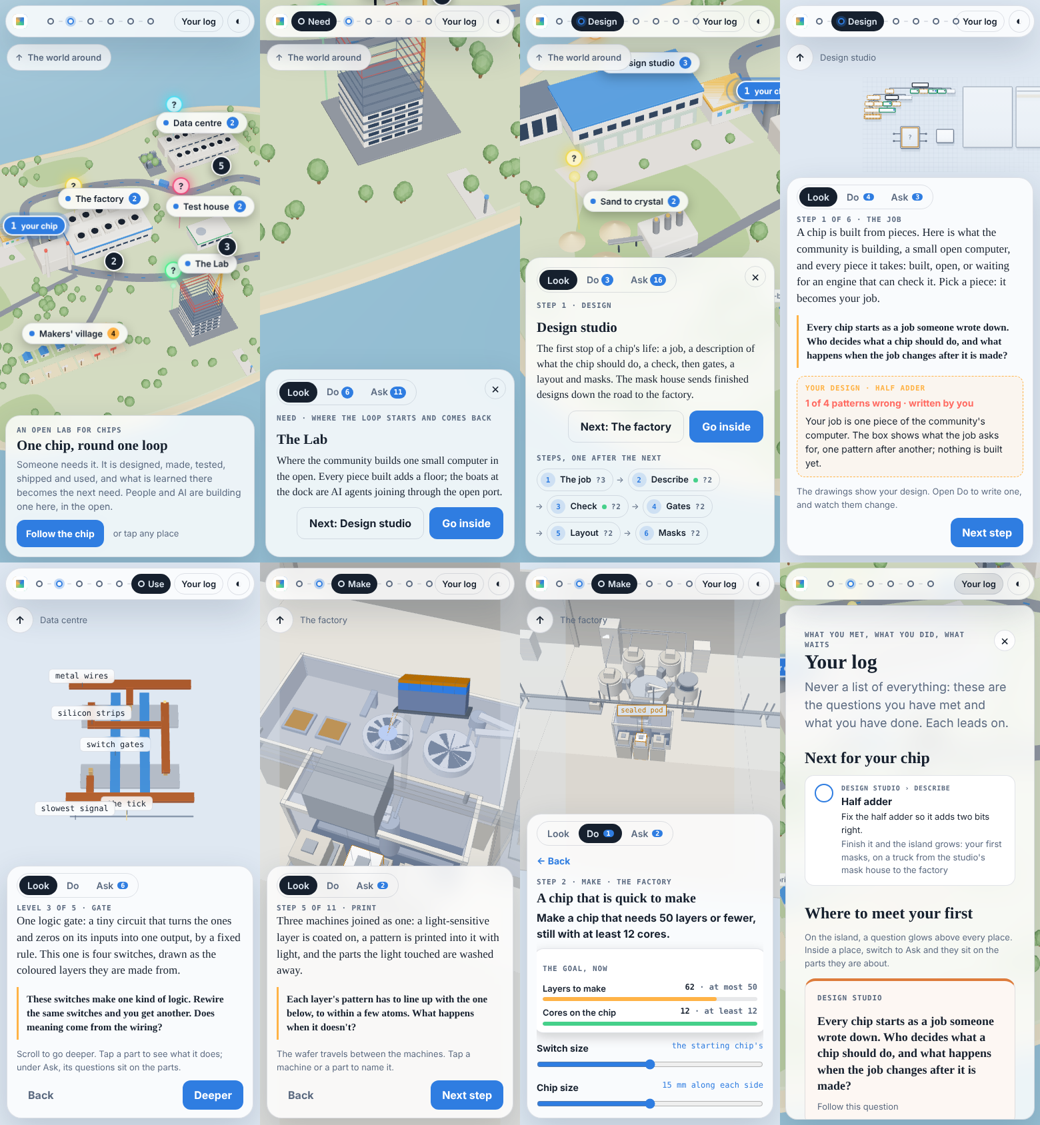 Your log
↑ The world around
?
Data centre 2
5
?
?
The factory 2
Test house 2
1 your chip
3
2
?
The Lab
Makers' village 4
AN OPEN LAB FOR CHIPS
One chip, round one loop
Someone needs it. It is designed, made, tested,
shipped and used, and what is learned there
becomes the next need. People and AI are building
one here, in the open.
Follow the chip
or tap any place
Need
Your log
↑ The world around
Look
Do 6
Ask 11
×
NEED · WHERE THE LOOP STARTS AND COMES BACK
The Lab
Where the community builds one small computer in
the open. Every piece built adds a floor; the boats at
the dock are AI agents joining through the open port.
Next: Design studio
Go inside
Design
Your log
↑ The world around
sign studio 3
1 your ch
?
Sand to crystal 2
Look
Do 3
Ask 16
×
STEP 1 · DESIGN
Design studio
The first stop of a chip's life: a job, a description of
what the chip should do, a check, then gates, a
layout and masks. The mask house sends finished
designs down the road to the factory.
Next: The factory
Go inside
STEPS, ONE AFTER THE NEXT
1 The job ?3 → 2 Describe ?2
→ 3 Check ?2 → 4 Gates ?2
→ 5 Layout ?2 → 6 Masks ?2
Design
Your log
↑ Design studio
?
Look
Do 4
Ask 3
STEP 1 OF 6 · THE JOB
A chip is built from pieces. Here is what the
community is building, a small open computer,
and every piece it takes: built, open, or waiting
for an engine that can check it. Pick a piece: it
becomes your job.
Every chip starts as a job someone wrote down.
Who decides what a chip should do, and what
happens when the job changes after it is made?
YOUR DESIGN · HALF ADDER
1 of 4 patterns wrong · written by you
Your job is one piece of the community's
computer. The box shows what the job asks
for, one pattern after another; nothing is built
yet.
The drawings show your design. Open Do to write one,
and watch them change.
Next step
Use
Your log
↑ Data centre
metal wires
silicon strips
switch gates
he tick
slowest signal
Look
Do
Ask 6
LEVEL 3 OF 5 · GATE
One logic gate: a tiny circuit that turns the ones
and zeros on its inputs into one output, by a fixed
rule. This one is four switches, drawn as the
coloured layers they are made from.
These switches make one kind of logic. Rewire
the same switches and you get another. Does
meaning come from the wiring?
Scroll to go deeper. Tap a part to see what it does;
under Ask, its questions sit on the parts.
Back
Deeper
Make
Your log
↑ The factory
Look
Do
Ask 2
STEP 5 OF 11 · PRINT
Three machines joined as one: a light-sensitive
layer is coated on, a pattern is printed into it with
light, and the parts the light touched are washed
away.
Each layer's pattern has to line up with the one
below, to within a few atoms. What happens
when it doesn't?
The wafer travels between the machines. Tap a
machine or a part to name it.
Back
Next step
Make
Your log
↑ The factory
sealed pod
Look
Do 1
Ask 2
← Back
STEP 2 · MAKE · THE FACTORY
A chip that is quick to make
Make a chip that needs 50 layers or fewer,
still with at least 12 cores.
THE GOAL, NOW
Layers to make 62 · at most 50
Cores on the chip 12 · at least 12
Switch size the starting chip's
Chip size 15 mm along each side
Your log
WHAT YOU MET, WHAT YOU DID, WHAT
WAITS
×
Your log
Never a list of everything: these are
the questions you have met and
what you have done. Each leads on.
Next for your chip
DESIGN STUDIO · DESCRIBE
Half adder
Fix the half adder so it adds two bits
right.
Finish it and the island grows: your first
masks, on a truck from the studio's
mask house to the factory
Where to meet your first
On the island, a question glows above every place.
Inside a place, switch to Ask and they sit on the
parts they are about.
DESIGN STUDIO
Every chip starts as a job someone
wrote down. Who decides what a
chip should do, and what happens
when the job changes after it is
made?
Follow this question